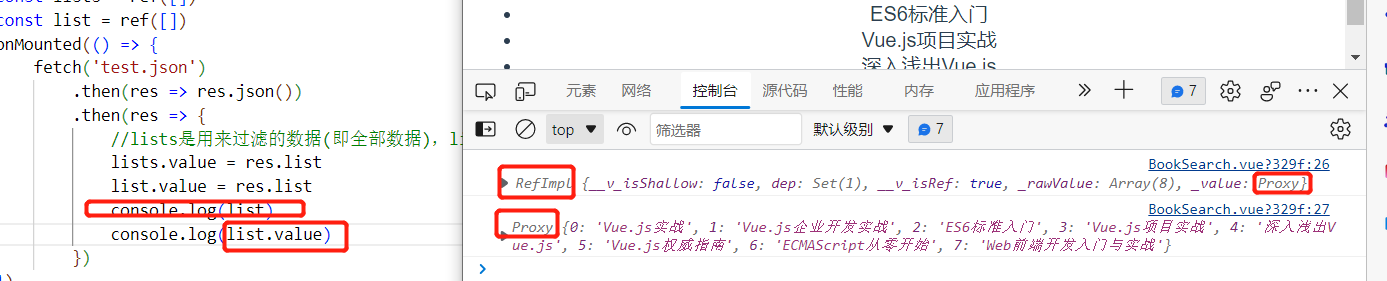 const list = ref([])
onMounted(() => {
fetch('test.json')
.then(res => res.json())
.then(res => {
//lists是用来过滤的数据(即全部数据)，
lists.value = res.list
list.value = res.list
console.log(list)
console.log(list.value)
})
ES6标准入门
Vue.js项目实战
深入浅出Vue.js
元素 网络 控制台 源代码 性能 内存 应用程序 7
top 筛选器 默认级别 7
BookSearch.vue?329f:26
RefImpl {__v_isShallow: false, dep: Set(1), __v_isRef: true, _rawValue: Array(8), _value: Proxy}
BookSearch.vue?329f:27
Proxy {0: 'Vue.js实战', 1: 'Vue.js企业开发实战', 2: 'ES6标准入门', 3: 'Vue.js项目实战', 4: '深入浅出V
ue.js', 5: 'Vue.js权威指南', 6: 'ECMAScript从零开始', 7: 'Web前端开发入门与实战'}